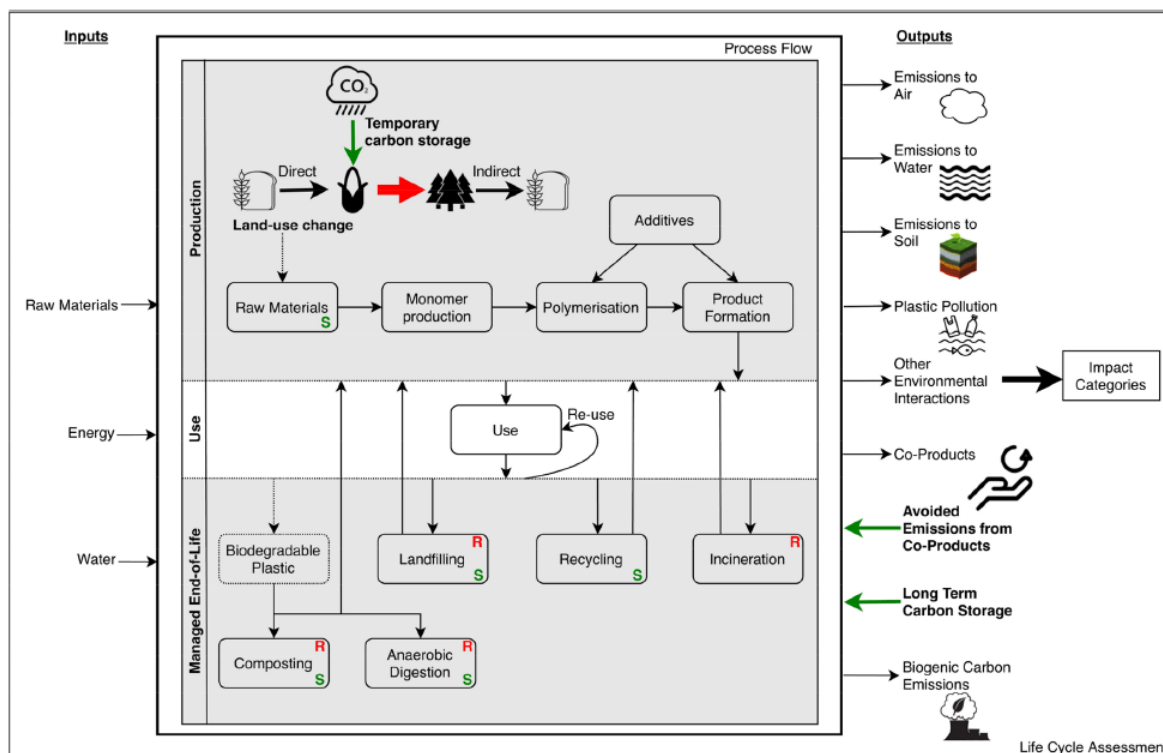 Inputs
Process Flow
Outputs
Production
CO₂
Temporary
carbon storage
Direct
Indirect
Land-use change
Additives
Raw Materials
S
Monomer
production
Polymerisation
Product
Formation
Raw Materials
Energy
Water
Use
Use
Re-use
Managed End-of-Life
Biodegradable
Plastic
Landfilling
R
S
Recycling
S
Incineration
R
Composting
R
S
Anaerobic
Digestion
R
S
Emissions to
Air
Emissions to
Water
Emissions to
Soil
Plastic Pollution
Other
Environmental
Interactions
Impact
Categories
Co-Products
Avoided
Emissions from
Co-Products
Long Term
Carbon Storage
Biogenic Carbon
Emissions
Life Cycle Assessment